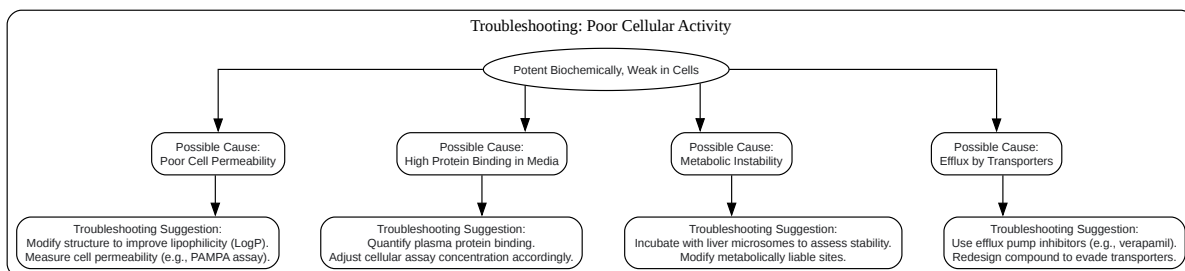 Troubleshooting: Poor Cellular Activity
Potent Biochemically, Weak in Cells
Possible Cause:
Poor Cell Permeability
Possible Cause:
High Protein Binding in Media
Possible Cause:
Metabolic Instability
Possible Cause:
Efflux by Transporters
Troubleshooting Suggestion:
Modify structure to improve lipophilicity (LogP).
Measure cell permeability (e.g., PAMPA assay).
Troubleshooting Suggestion:
Quantify plasma protein binding.
Adjust cellular assay concentration accordingly.
Troubleshooting Suggestion:
Incubate with liver microsomes to assess stability.
Modify metabolically liable sites.
Troubleshooting Suggestion:
Use efflux pump inhibitors (e.g., verapamil).
Redesign compound to evade transporters.